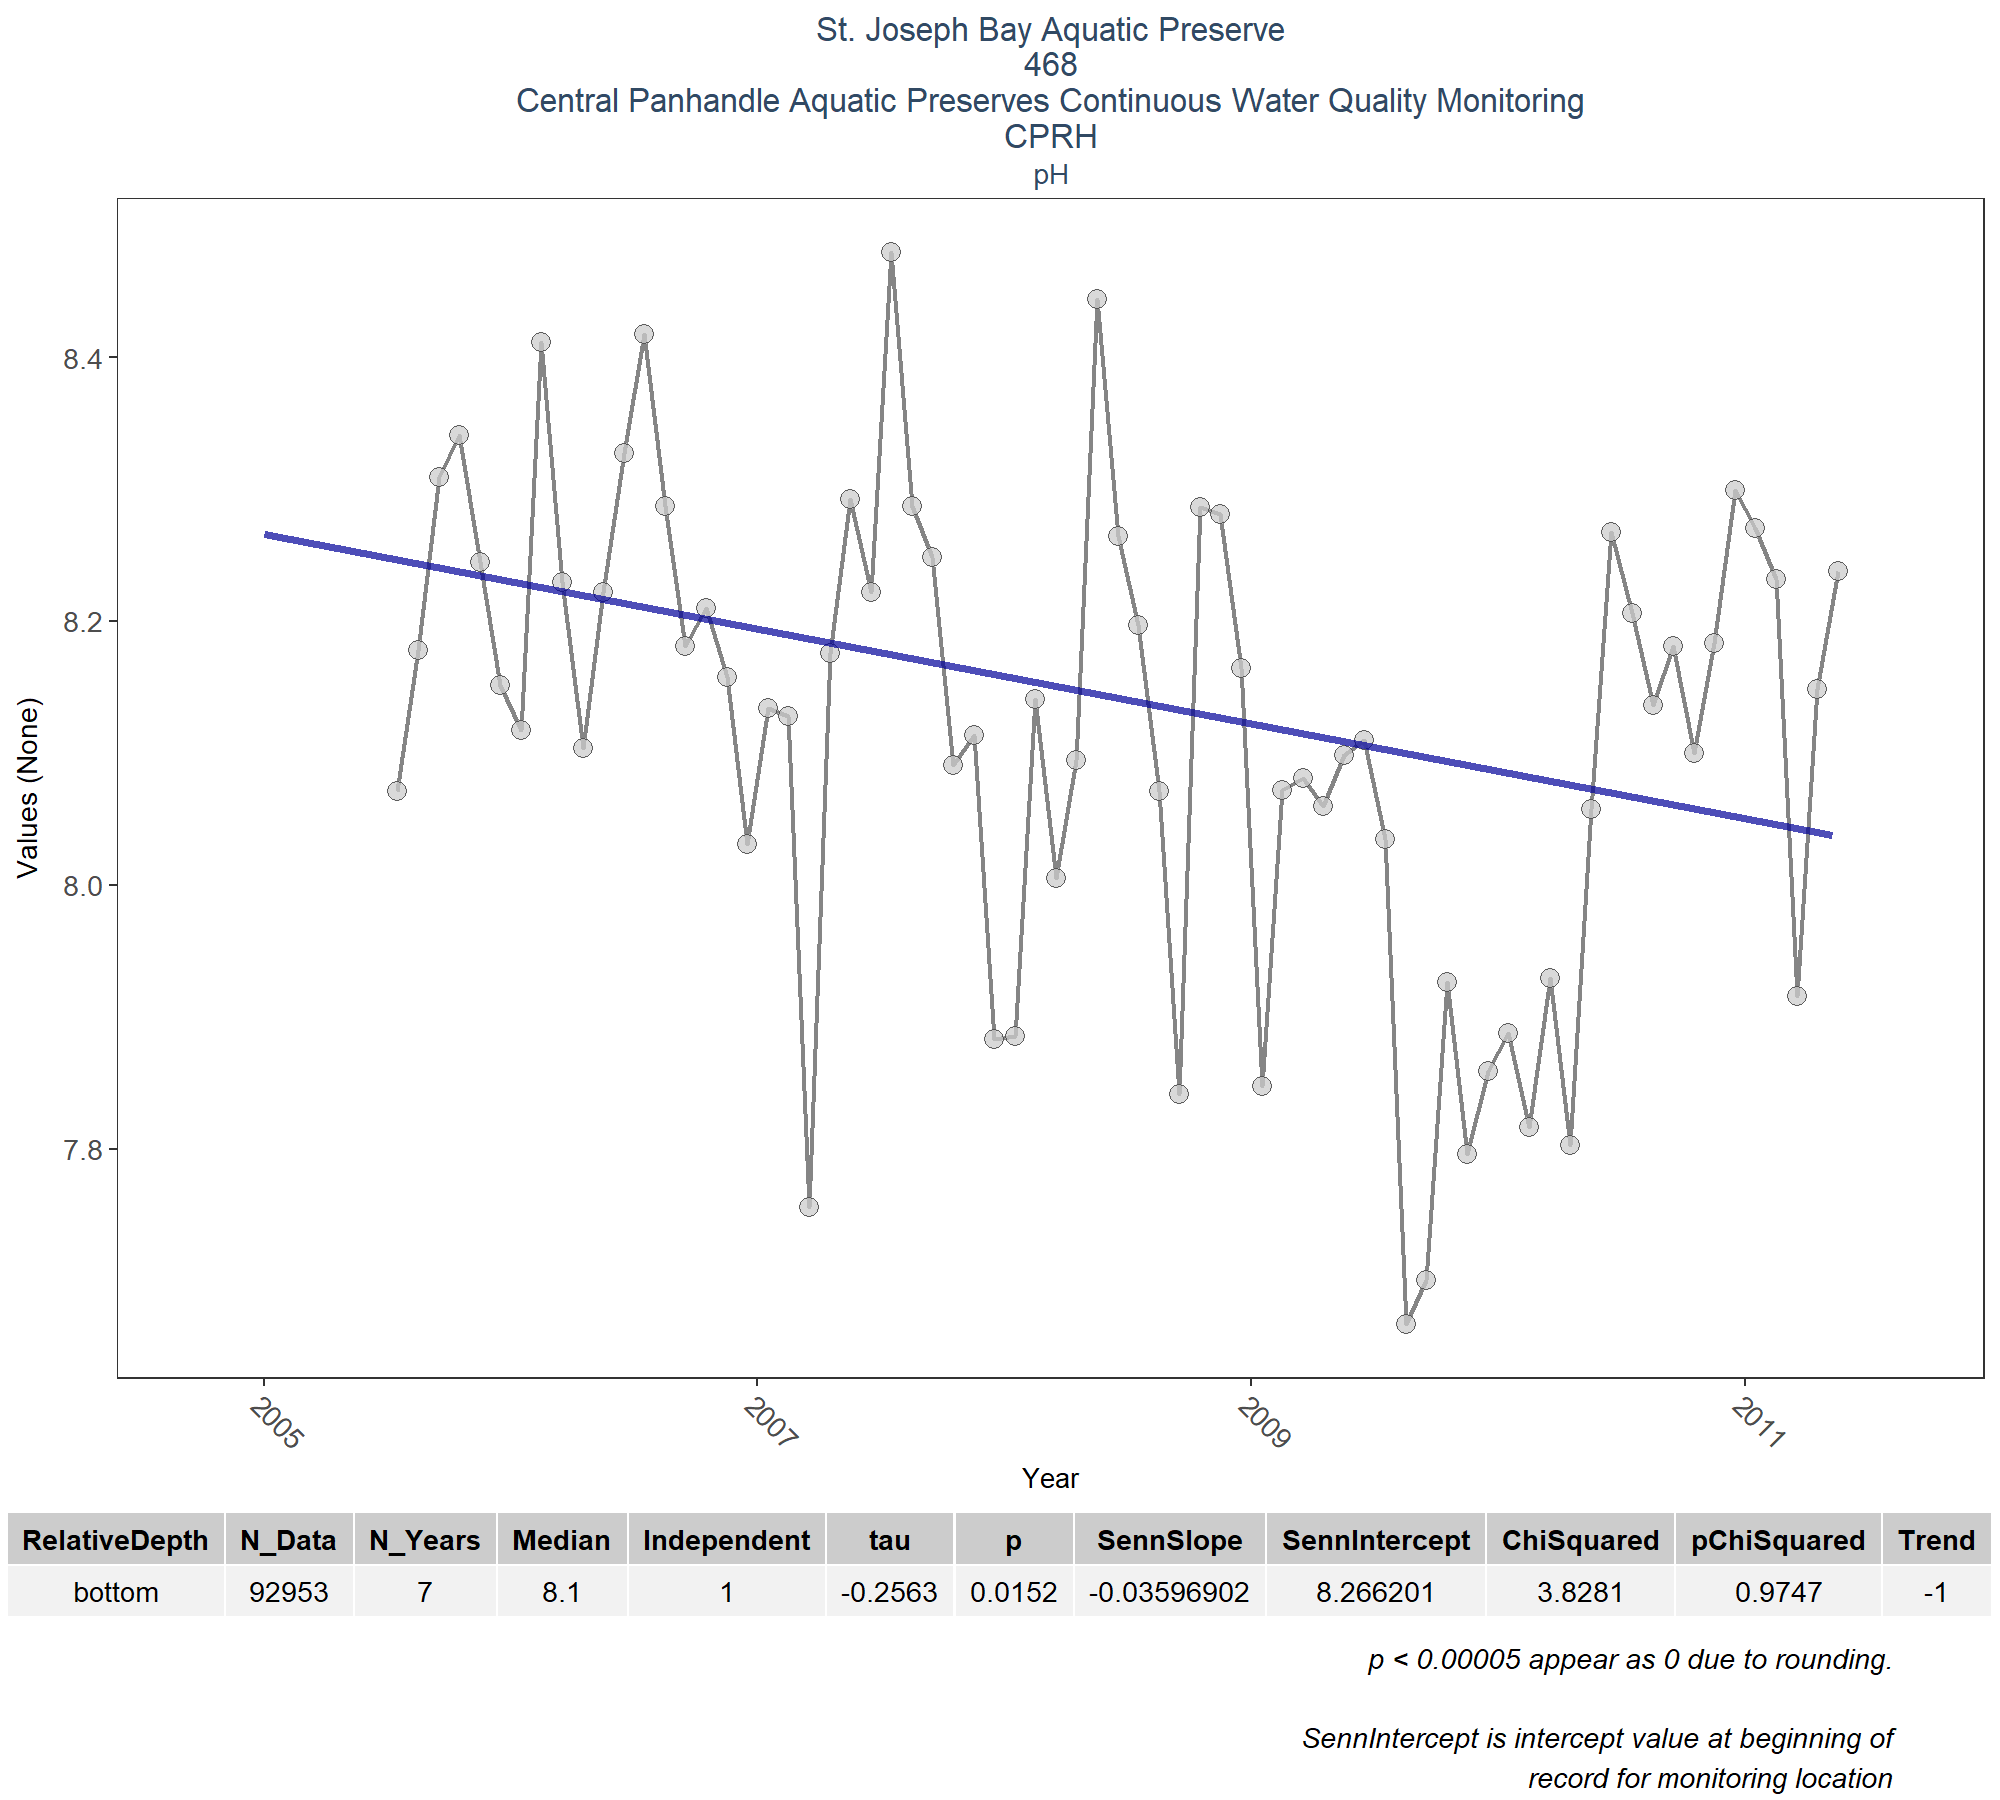 St. Joseph Bay Aquatic Preserve
468
Central Panhandle Aquatic Preserves Continuous Water Quality Monitoring
CPRH
pH
Values (None)
8.4
8.2
8.0
7.8
2005 2007 2009 2011
Year
RelativeDepth N_Data N_Years Median Independent tau p SennSlope SennIntercept ChiSquared pChiSquared Trend
bottom 92953 7 8.1 1 -0.2563 0.0152 -0.03596902 8.266201 3.8281 0.9747 -1
p < 0.00005 appear as 0 due to rounding.
SennIntercept is intercept value at beginning of
record for monitoring location